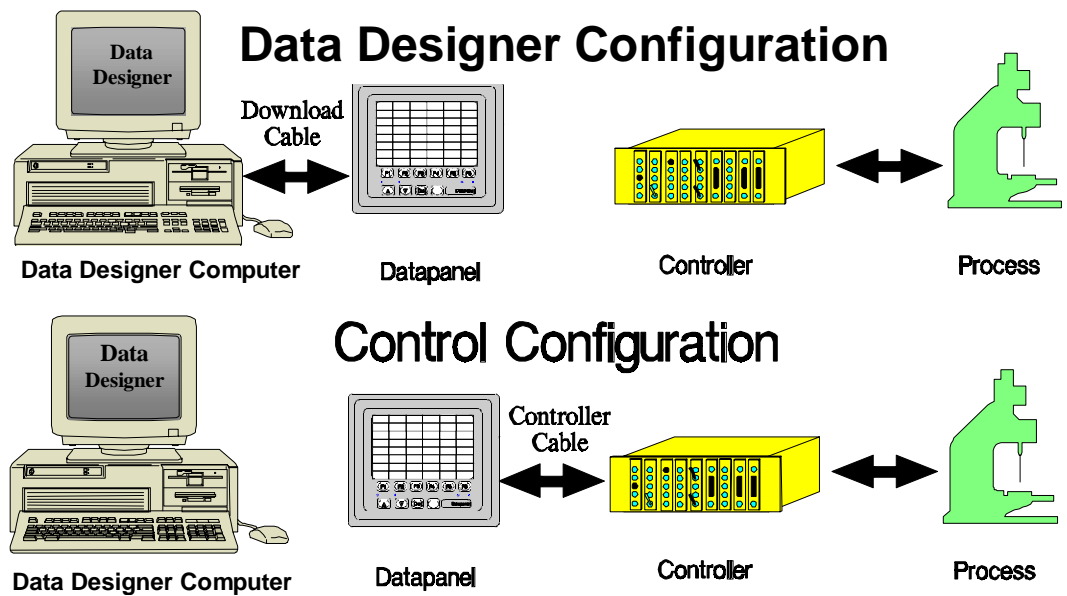 Data Designer Configuration
Data
Designer
Download
Cable
Data Designer Computer
Datapanel
Controller
Process
Control Configuration
Data
Designer
Controller
Cable
Data Designer Computer
Datapanel
Controller
Process